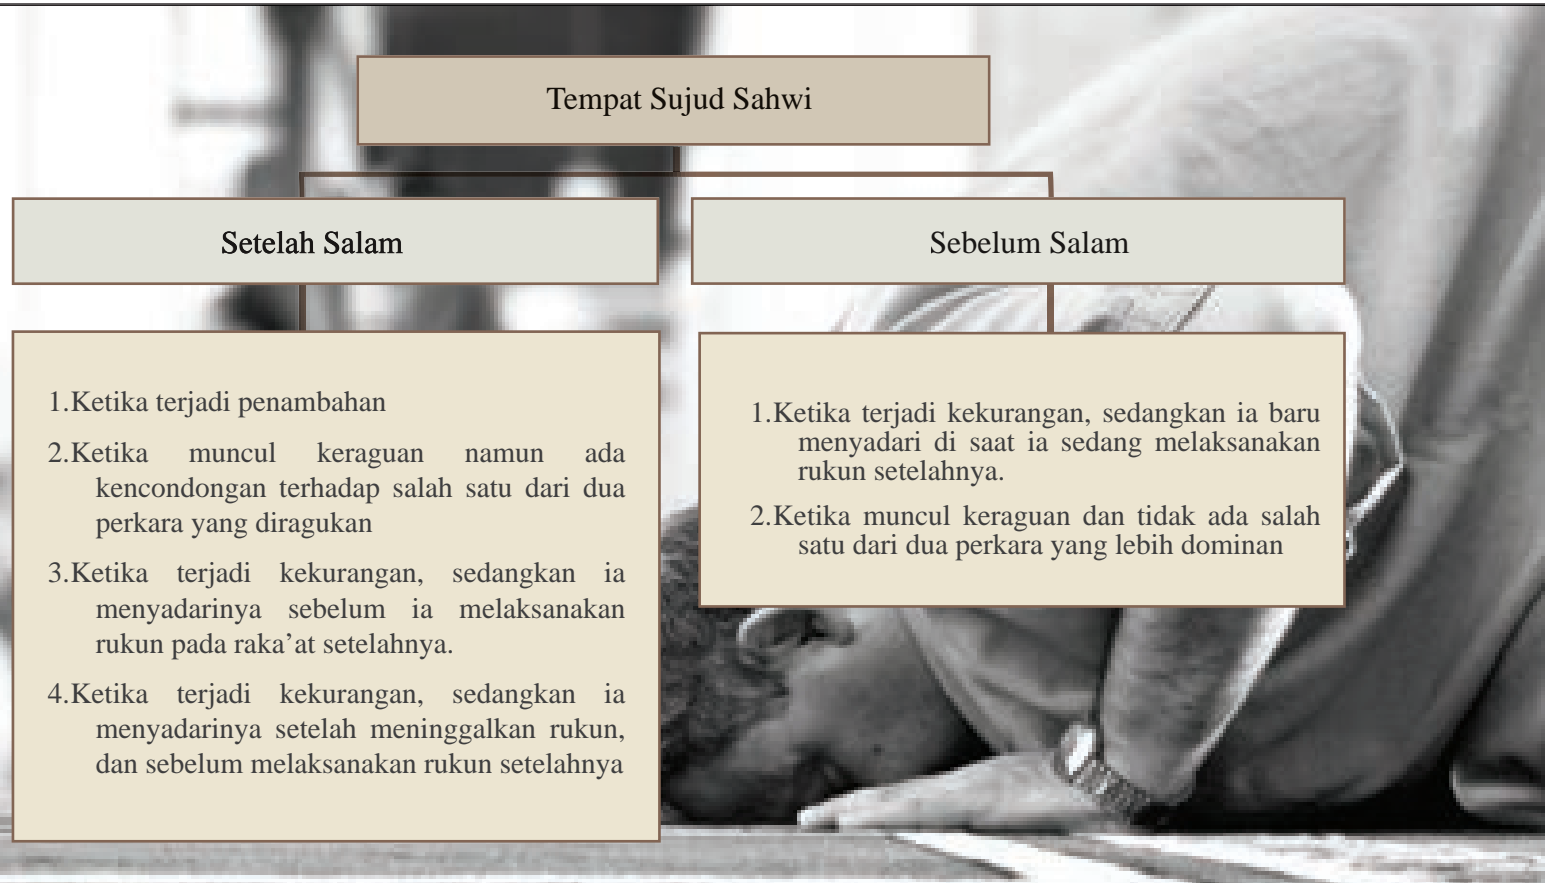 Tempat Sujud Sahwi
Setelah Salam
1.Ketika terjadi penambahan
2.Ketika muncul keraguan namun ada
kencondongan terhadap salah satu dari dua
perkara yang diragukan
3.Ketika terjadi kekurangan, sedangkan ia
menyadarinya sebelum ia melaksanakan
rukun pada raka’at setelahnya.
4.Ketika terjadi kekurangan, sedangkan ia
menyadarinya setelah meninggalkan rukun,
dan sebelum melaksanakan rukun setelahnya
Sebelum Salam
1.Ketika terjadi kekurangan, sedangkan ia baru
menyadari di saat ia sedang melaksanakan
rukun setelahnya.
2.Ketika muncul keraguan dan tidak ada salah
satu dari dua perkara yang lebih dominan